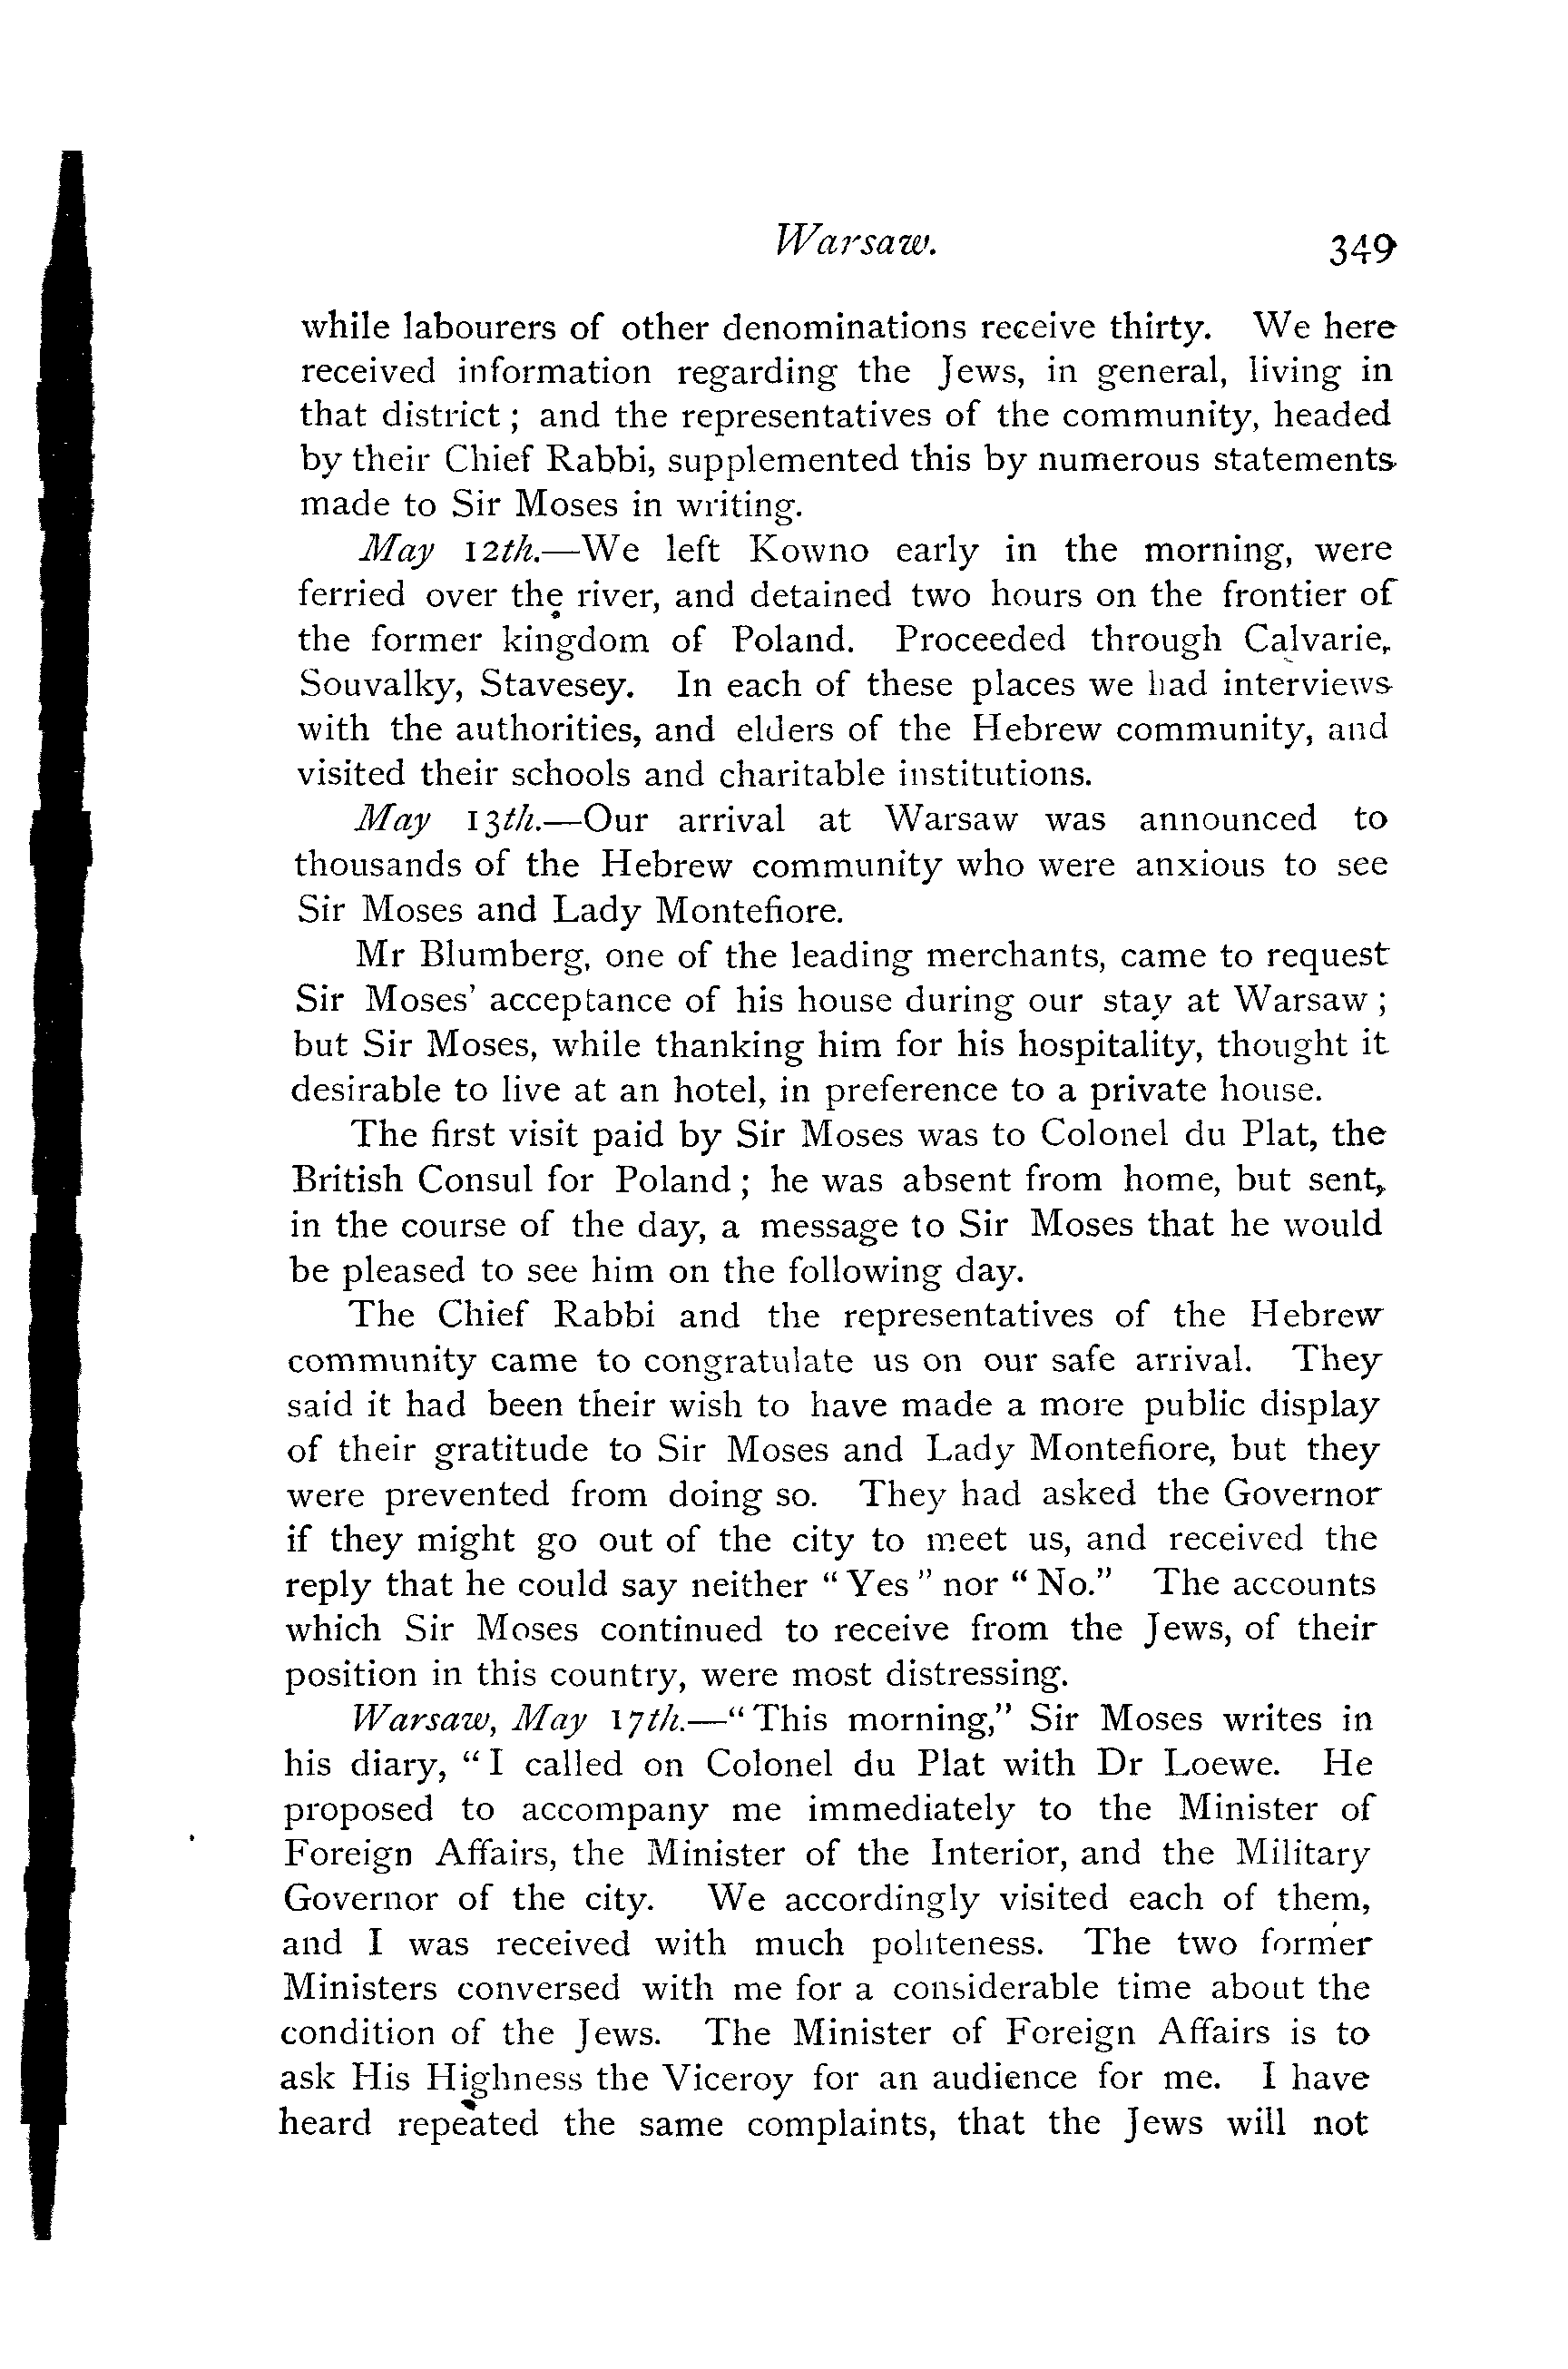 Warsaw. 349
while labourers of other denominations receive thirty. We here
received information regarding the Jews, in general, living in
that district ; and the representatives of the community, headed
by their Chief Rabbi, supplemented this by numerous statements
made to Sir Moses in writing.
May 12th.—We left Kowno early in the morning, were
ferried over the river, and detained two hours on the frontier of
the former kingdom of Poland. Proceeded through Calvarie,
Souvalky, Stavesey. In each of these places we had interviews
with the authorities, and elders of the Hebrew community, and
visited their schools and charitable institutions.
May 13th.—Our arrival at Warsaw was announced to
thousands of the Hebrew community who were anxious to see
Sir Moses and Lady Montefiore.
Mr Blumberg, one of the leading merchants, came to request
Sir Moses' acceptance of his house during our stay at Warsaw ;
but Sir Moses, while thanking him for his hospitality, thought it
desirable to live at an hotel, in preference to a private house.
The first visit paid by Sir Moses was to Colonel du Plat, the
British Consul for Poland ; he was absent from home, but sent,
in the course of the day, a message to Sir Moses that he would
be pleased to see him on the following day.
The Chief Rabbi and the representatives of the Hebrew
community came to congratulate us on our safe arrival. They
said it had been their wish to have made a more public display
of their gratitude to Sir Moses and Lady Montefiore, but they
were prevented from doing so. They had asked the Governor
if they might go out of the city to meet us, and received the
reply that he could say neither “ Yes ” nor “ No.” The accounts
which Sir Moses continued to receive from the Jews, of their
position in this country, were most distressing.
Warsaw, May 17th.—“ This morning,” Sir Moses writes in
his diary, “ I called on Colonel du Plat with Dr Loewe. He
proposed to accompany me immediately to the Minister of
Foreign Affairs, the Minister of the Interior, and the Military
Governor of the city. We accordingly visited each of them,
and I was received with much politeness. The two former
Ministers conversed with me for a considerable time about the
condition of the Jews. The Minister of Foreign Affairs is to
ask His Highness the Viceroy for an audience for me. I have
heard repeated the same complaints, that the Jews will not